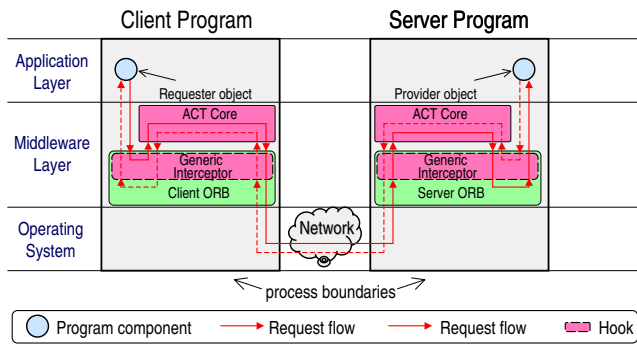 Client Program
Server Program
Application
Layer
Requester object
Provider object
ACT Core
ACT Core
Middleware
Layer
Generic
Interceptor
Generic
Interceptor
Client ORB
Server ORB
Operating
System
Network
process boundaries
Program component
Request flow
Request flow
Hook